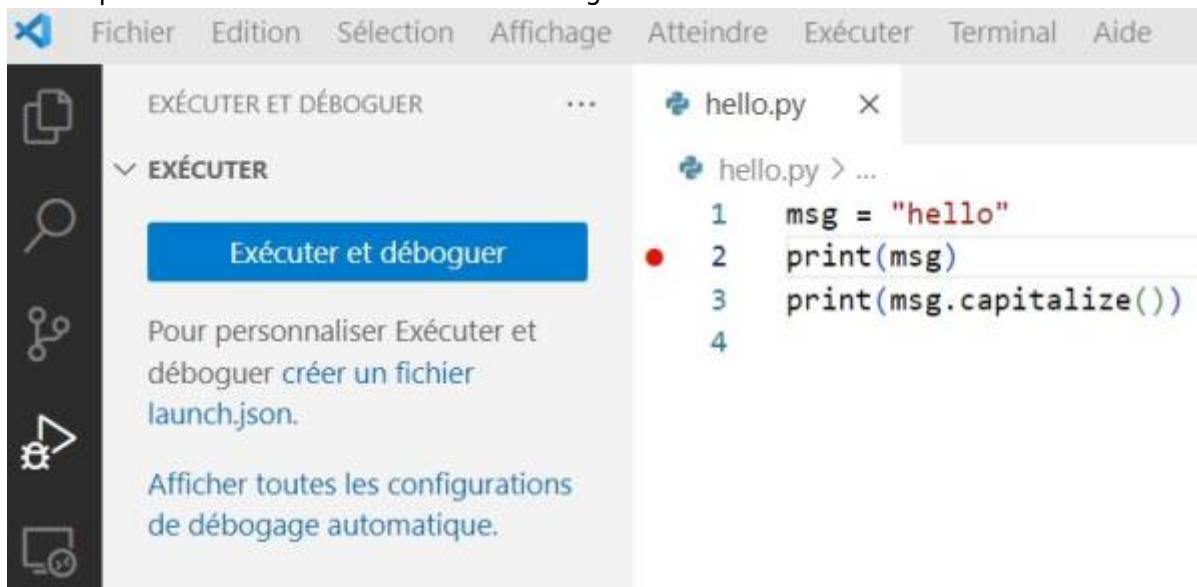 Fichier Edition Sélection Affichage Atteindre Exécuter Terminal Aide
EXÉCUTER ET DÉBOGUER ...
EXÉCUTER
Exécuter et déboguer
Pour personnaliser Exécuter et
déboguer créer un fichier
launch.json.
Afficher toutes les configurations
de débogage automatique.
hello.py
hello.py > ...
1 msg = "hello"
2 print(msg)
3 print(msg.capitalize())
4